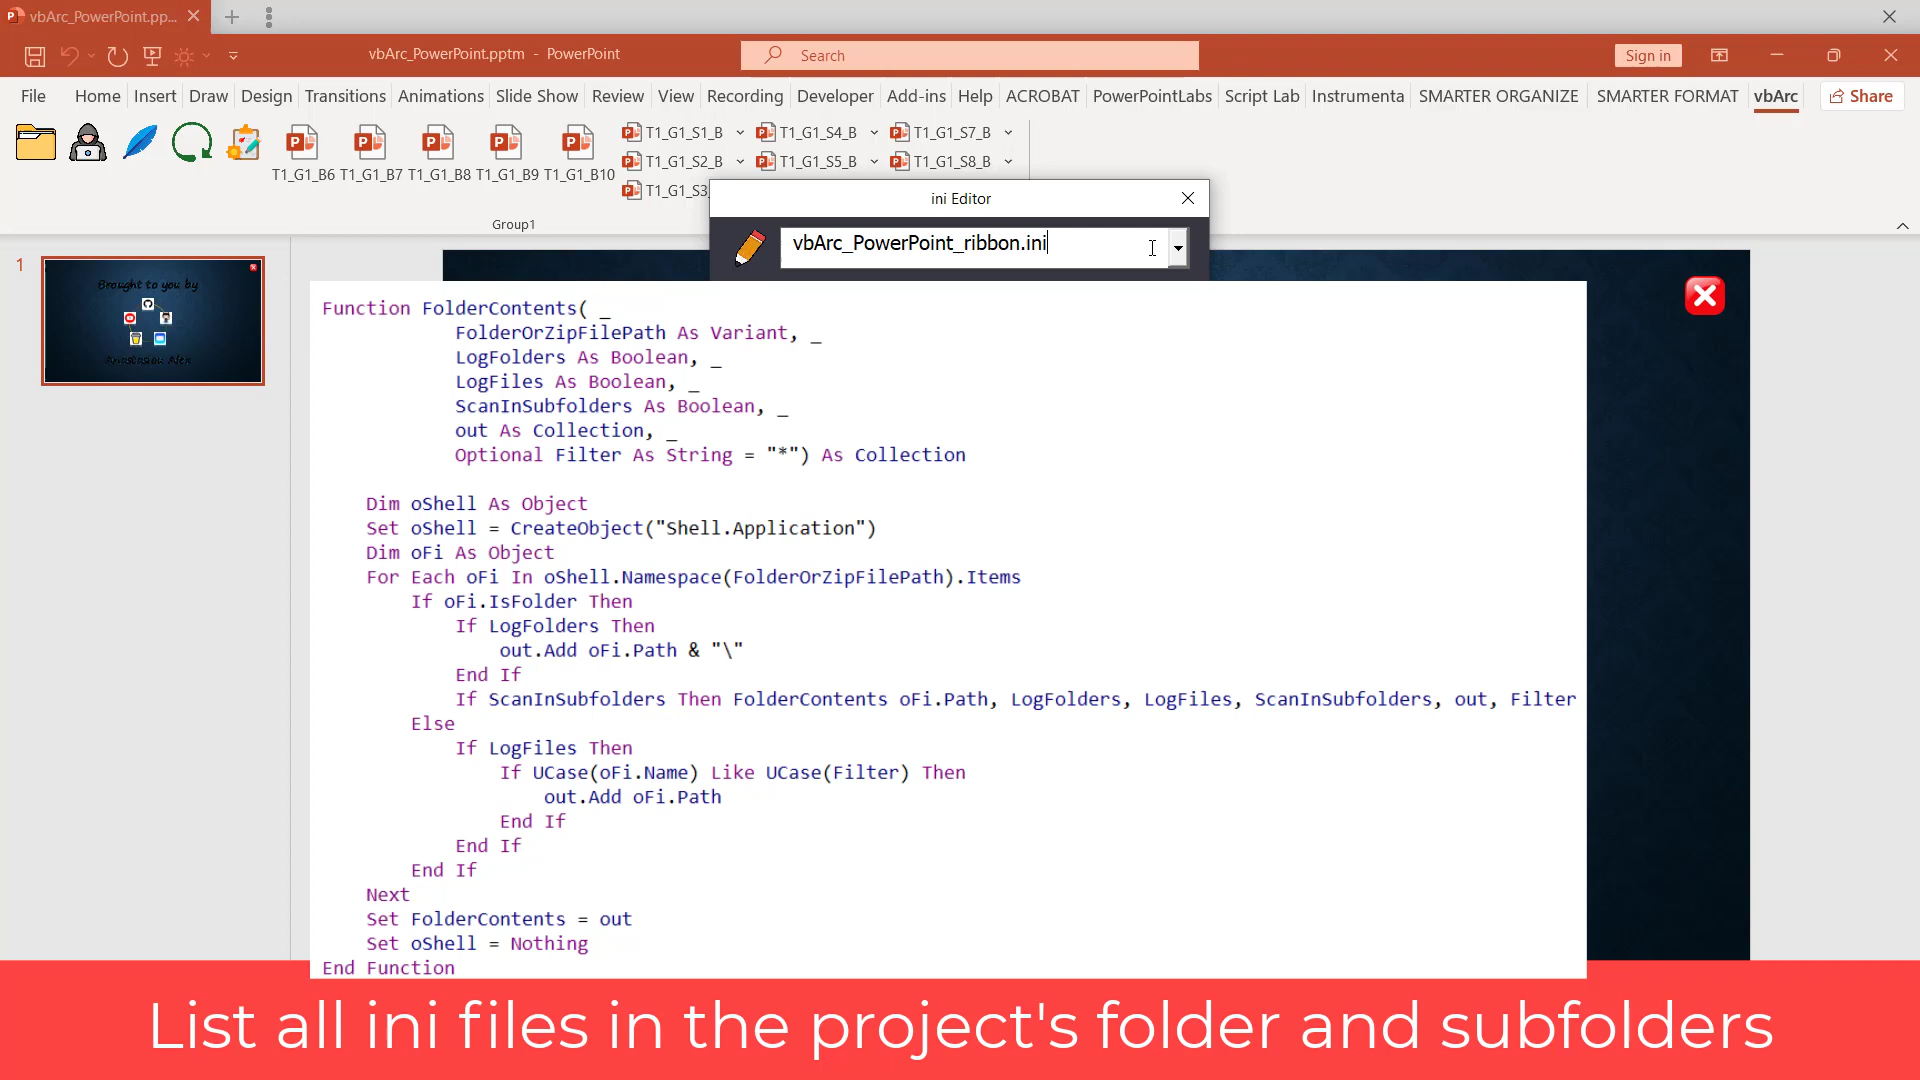 vbArc_PowerPoint.pp...
vbArc_PowerPoint.pptm - PowerPoint
Search
Sign in
File Home Insert Draw Design Transitions Animations Slide Show Review View Recording Developer Add-ins Help ACROBAT PowerPointLabs Script Lab Instrumenta SMARTER ORGANIZE SMARTER FORMAT vbArc Share
T1_G1_B6 T1_G1_B7 T1_G1_B8 T1_G1_B9 T1_G1_B10
T1_G1_S1_B T1_G1_S4_B T1_G1_S7_B
T1_G1_S2_B T1_G1_S5_B T1_G1_S8_B
T1_G1_S3_
Group1
ini Editor
vbArc_PowerPoint_ribbon.ini
1
Brought to you by
Anastasiou Alex
Function FolderContents( _
FolderOrZipFilePath As Variant, _
LogFolders As Boolean, _
LogFiles As Boolean, _
ScanInSubfolders As Boolean, _
out As Collection, _
Optional Filter As String = "*") As Collection
Dim oShell As Object
Set oShell = CreateObject("Shell.Application")
Dim oFi As Object
For Each oFi In oShell.Namespace(FolderOrZipFilePath).Items
If oFi.IsFolder Then
If LogFolders Then
out.Add oFi.Path & "\"
End If
If ScanInSubfolders Then FolderContents oFi.Path, LogFolders, LogFiles, ScanInSubfolders, out, Filter
Else
If LogFiles Then
If UCase(oFi.Name) Like UCase(Filter) Then
out.Add oFi.Path
End If
End If
End If
Next
Set FolderContents = out
Set oShell = Nothing
End Function
List all ini files in the project's folder and subfolders